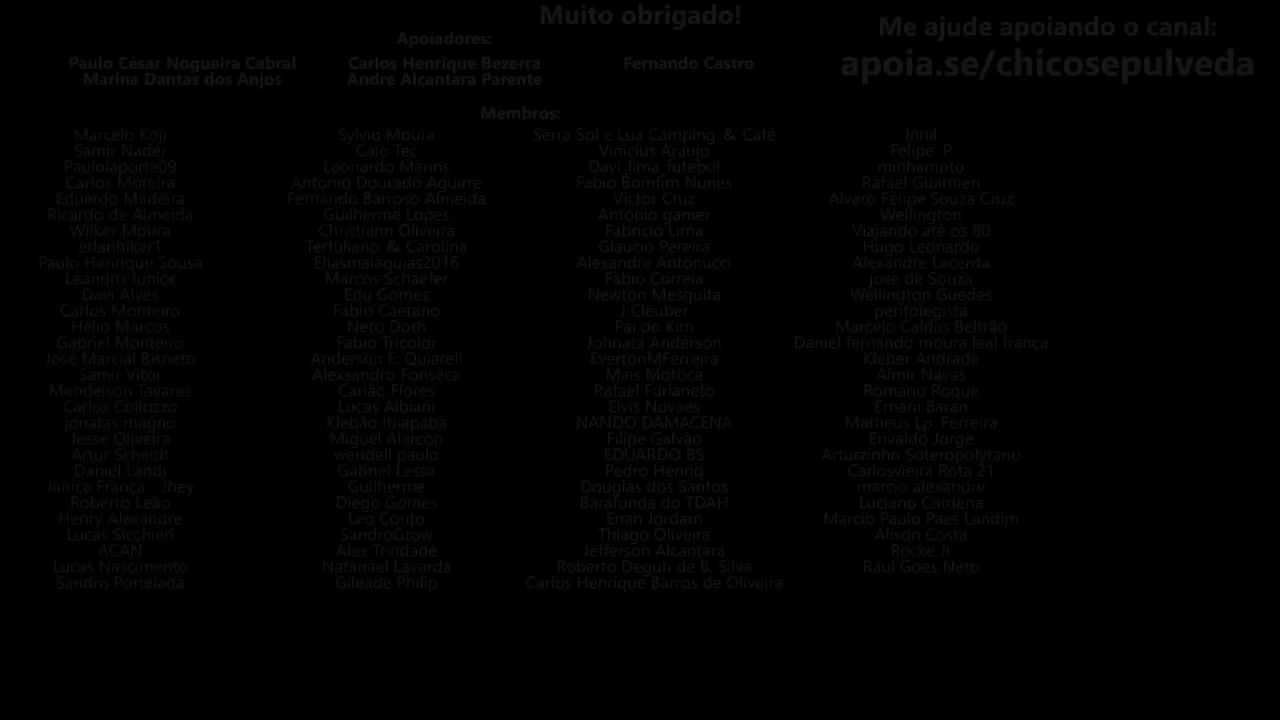 Muito obrigado!
Me ajude apoiando o canal:
apoia.se/chicosepulveda
Apoiadores:
Paulo César Nogueira Cabral
Marina Dantas dos Anjos
Carlos Henrique Bezerra
Andre Alcantara Parente
Fernando Castro
Membros:
Marcelo Koji
Samir Nader
Paulolaporta09
Carlos Moreira
Eduardo Madeira
Ricardo de Almeida
Wilker Moura
erlanbiker1
Paulo Henrique Sousa
Leandro Junior
Davi Alves
Carlos Monteiro
Helio Marcos
Gabriel Monteiro
José Marcial Bisneto
Samir Vitor
Mendelson Tavares
Carlos Collozzo
jonatas magno
Jesse Oliveira
Artur Scheidt
Daniel Landi
Janice França _Jhey
Roberto Leão
Henry Alexandre
Lucas Sicchieri
ACAN
Lucas Nascimento
Sandro Portelada
Sylvio Moura
Caio Tec
Leonardo Marins
Antonio Dourado Aguirre
Fernando Barroso Almeida
Guilherme Lopes
Christiann Oliveira
Tertuliano & Carolina
Eliasmalaquias2016
Marcos Schaefer
Edo Gomes
Fabio Caetano
Neto Doth
Fábio Tricolor
Anderson E. Quiarell
Alexsandro Fonsêca
Carlão Flores
Lucas Albiani
Klebão Ibiapaba
Miguel Alarcon
wendell paulo
Gabriel Lessa
Guilherme
Diego Gomes
Léo Couto
SandroGrow
Alex Trindade
Natanael Lavarda
Gileade Philip
Serra Sol e Lua Camping & Café
Vinicius Araujo
Davi_lima_futebol
Fabio Bomfim Nunes
Victor Cruz
Antonio gamer
Fabricio Lima
Glaucio Pereira
Alexandre Antonucci
Fabio Correia
Newton Mesquita
J Cleuber
Pai do Kim
Johnata Anderson
EvertonMFerreira
Mais Motoca
Rafael Furlaneto
Elvis Novaes
NANDO DAMACENA
Filipe Galvão
EDUARDO BS
Pedro Henriq
Douglas dos Santos
Barafunda do TDAH
Erian Jordam
Thiago Oliveira
Jefferson Alcantara
Roberto Deguti de B. Silva
Carlos Henrique Barros de Oliveira
Innil
Felipe_P
minhamoto
Rafael Guarnieri
Alvaro Felipe Souza Cruz
Wellington
Viajando até os 80
Hugo Leonardo
Alexandre Lacerda
jose de Souza
Wellington Guedes
peritolegista
Marcelo Caldas Beltrão
Daniel fernando moura leal frança
Kleber Andrade
Almir Navas
Romario Roque
Ernani Baran
Matheus Lp_Ferreira
Erivaldo Jorge
Arturzinho Soteropolytano
Carlosvieira Rota 21
marcio alexandre
Luciano Cardena
Marcio Paulo Paes Landim
Alison Costa
Rocke Jr
Raul Goes Neto